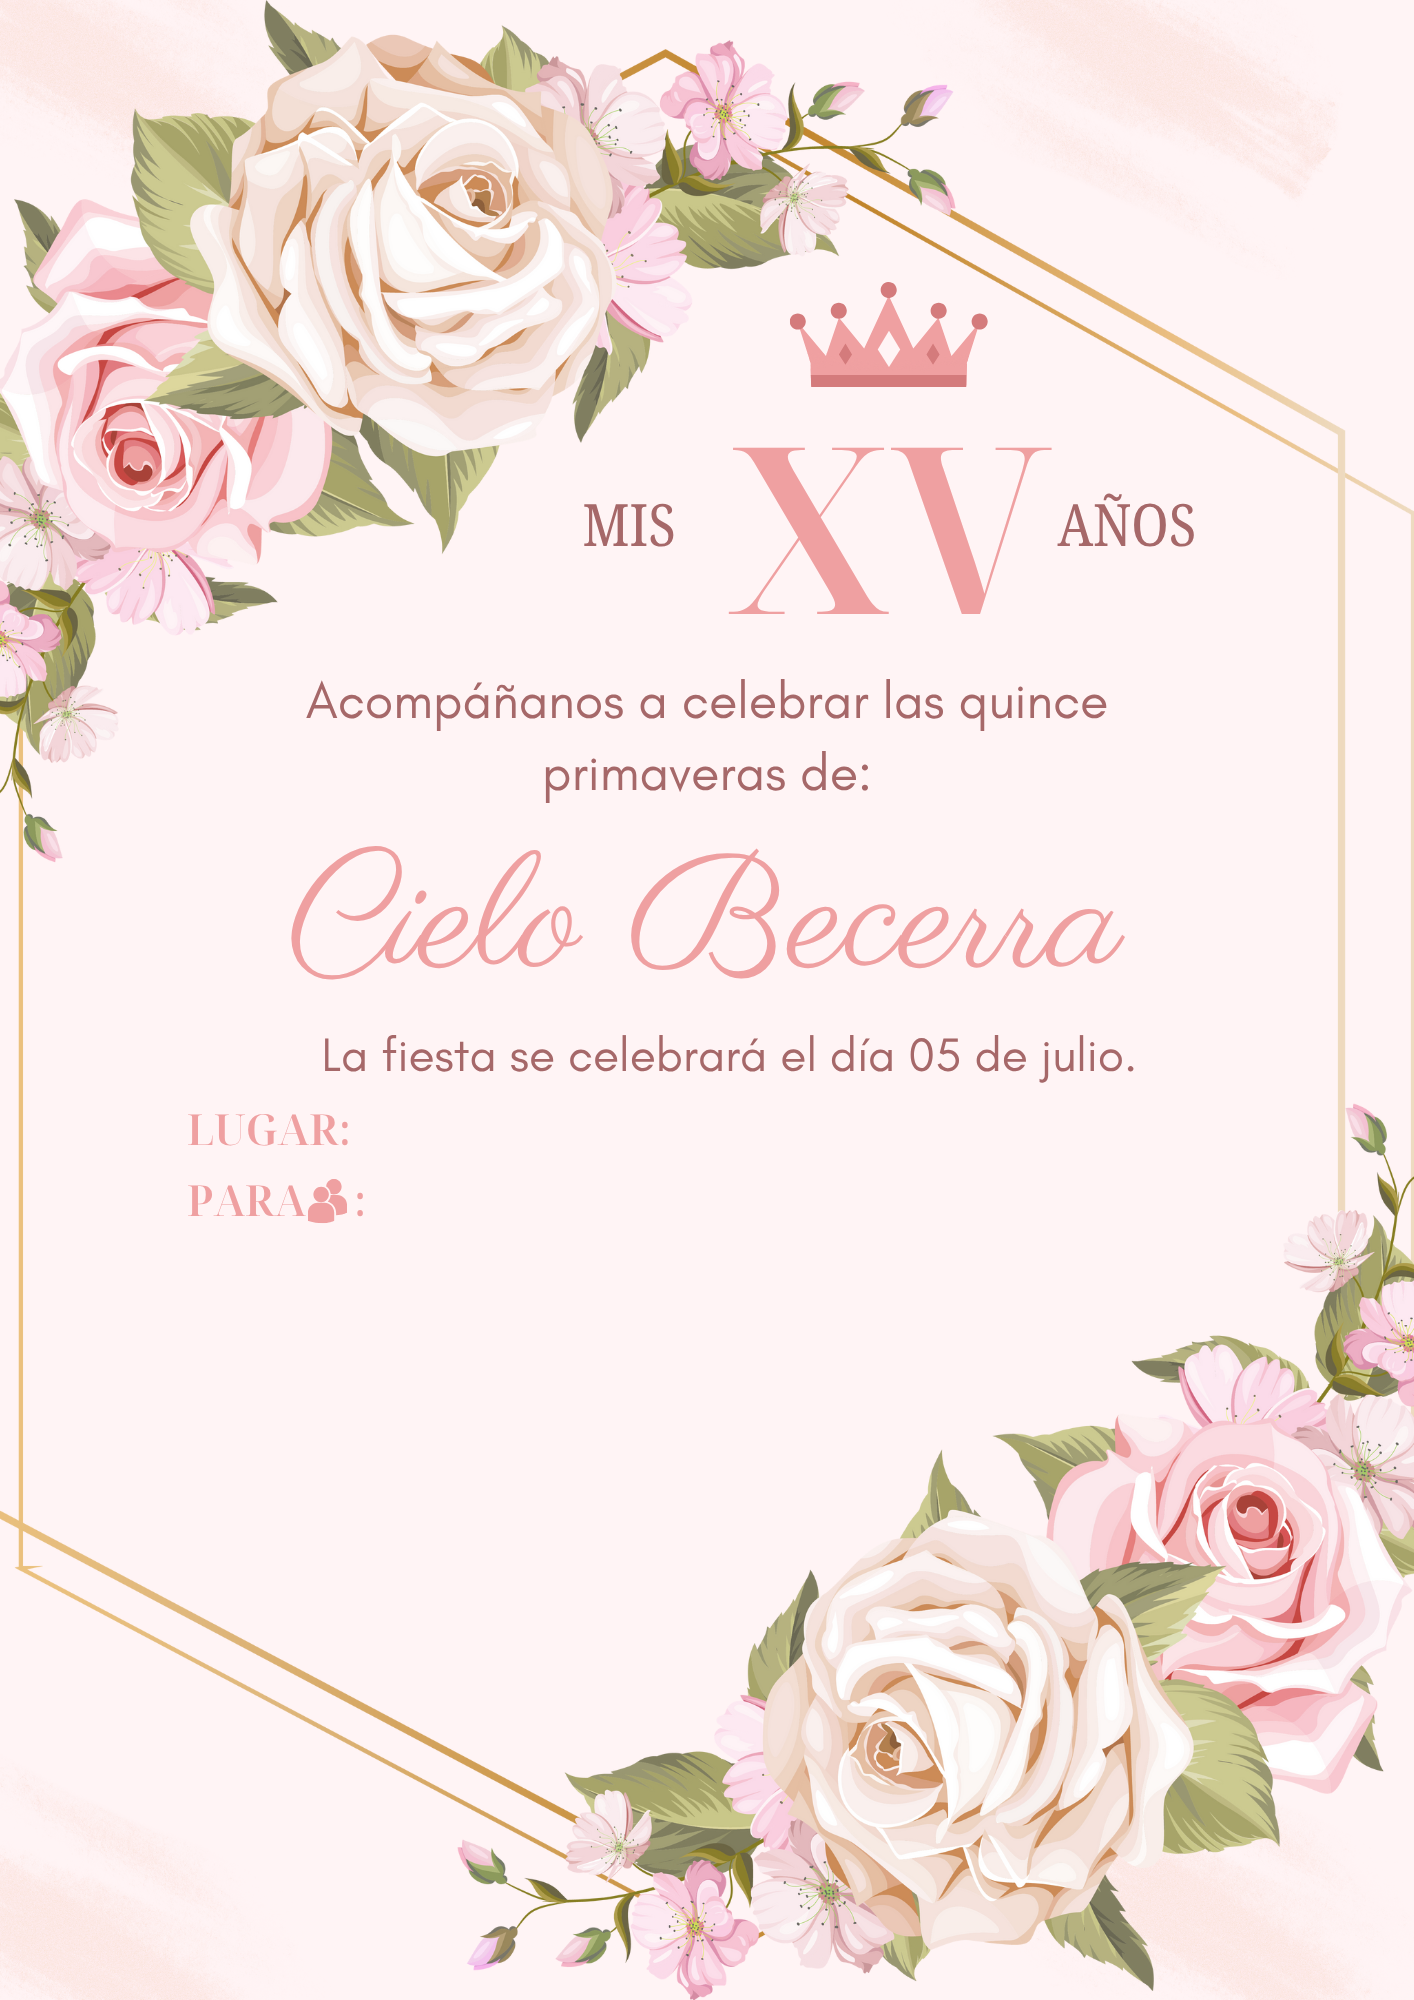 MIS XV AÑOS
Acompáñanos a celebrar las quince
primaveras de:
Cielo Becerra
La fiesta se celebrará el día 05 de julio.
LUGAR:
PARA :